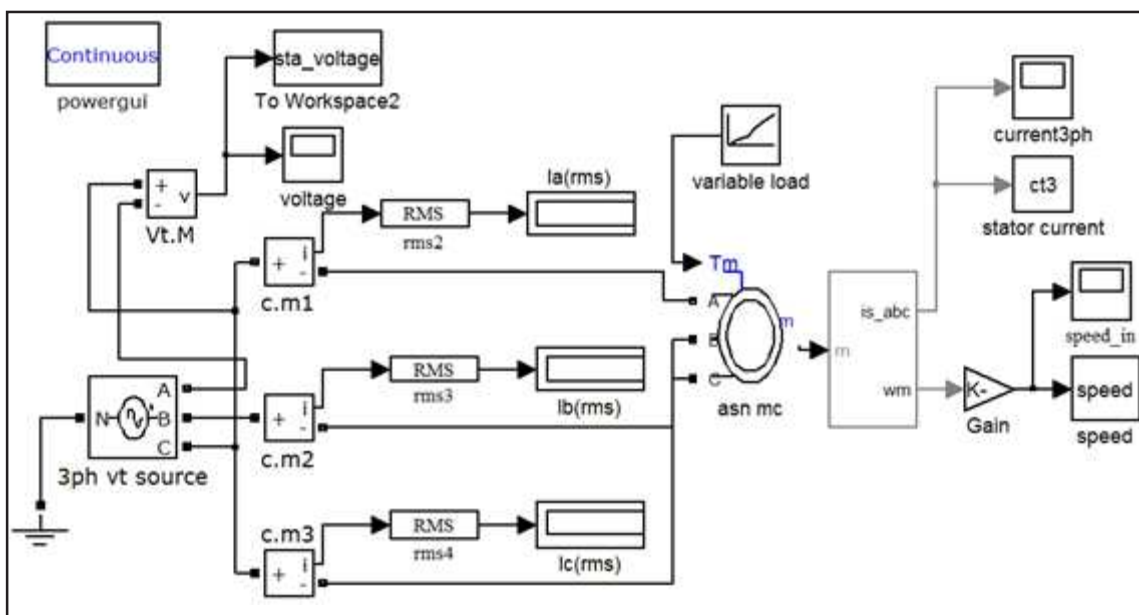 Continuous
powergui
sta_voltage
To Workspace2
voltage
+
-
v
Vt.M
RMS
rms2
Ia(rms)
variable load
current3ph
ct3
stator current
+
i
-
c.m1
Tm
A
B
C
m
asn mc
m
is_abc
wm
K-
Gain
speed_in
speed
speed
N
A
B
C
3ph vt source
+
i
-
c.m2
RMS
rms3
Ib(rms)
c.m3
+
i
-
RMS
rms4
Ic(rms)